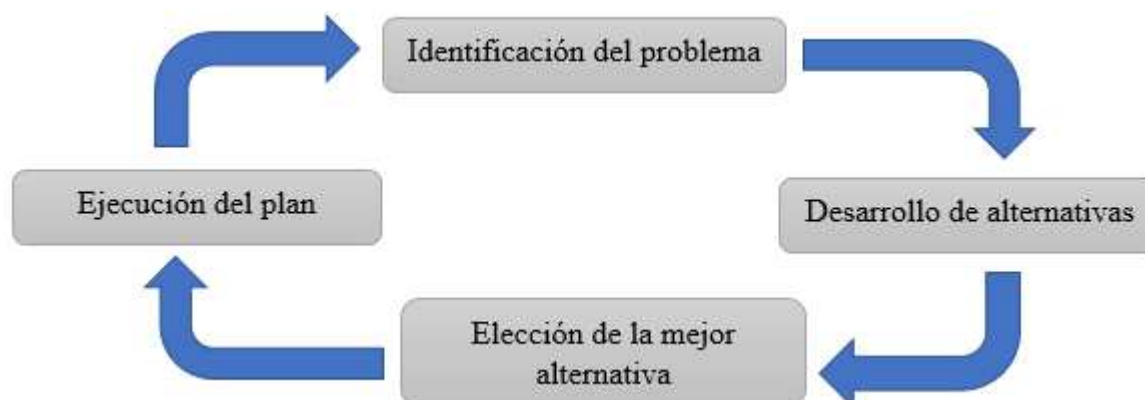 Identificación del problema
Ejecución del plan
Desarrollo de alternativas
Elección de la mejor
alternativa